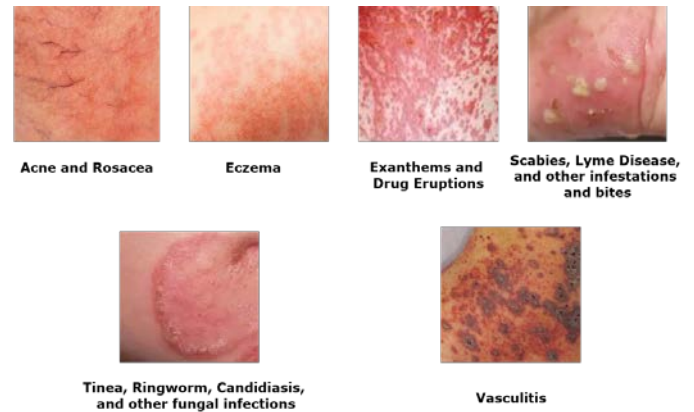 Acne and Rosacea
Eczema
Exanthems and
Drug Eruptions
Scabies, Lyme Disease,
and other infestations
and bites
Tinea, Ringworm, Candidiasis,
and other fungal infections
Vasculitis